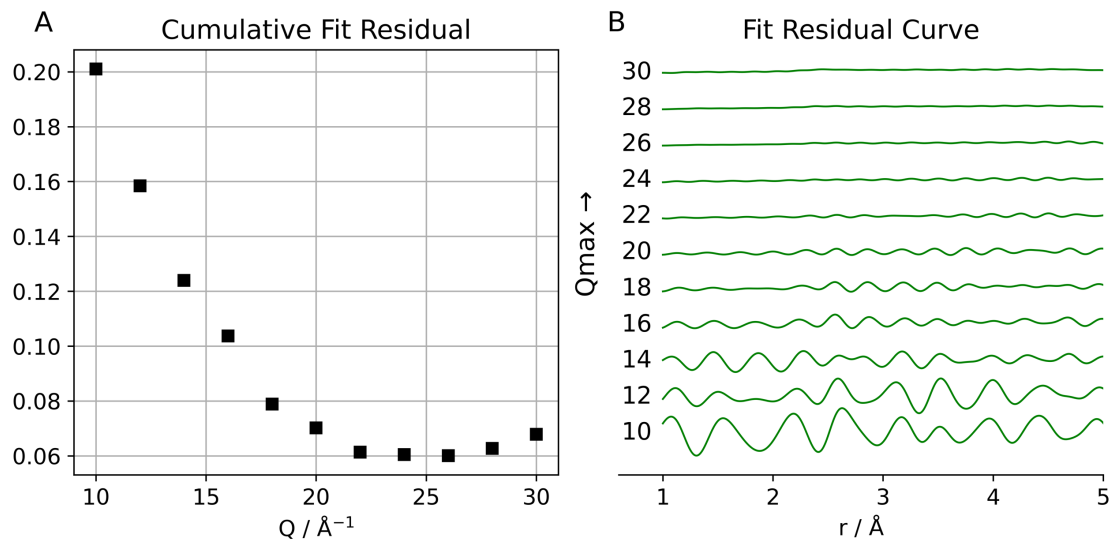 A
Cumulative Fit Residual
0.20
0.18
0.16
0.14
0.12
0.10
0.08
0.06
10 15 20 25 30
Q / Å⁻¹
B
Fit Residual Curve
Qmax →
30
28
26
24
22
20
18
16
14
12
10
1 2 3 4 5
r / Å